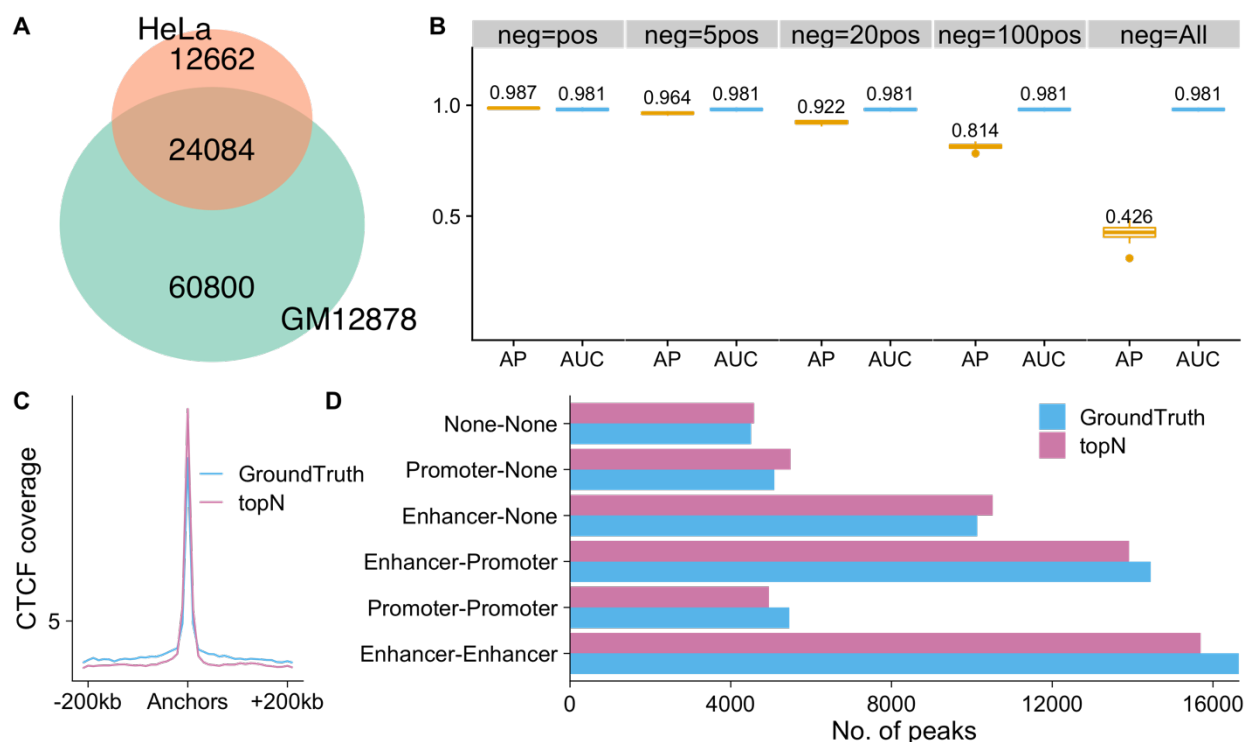 A
HeLa
12662
24084
60800
GM12878
B
neg=pos neg=5pos neg=20pos neg=100pos neg=All
1.0
0.5
0.987 0.981 0.964 0.981 0.922 0.981 0.814 0.981 0.426 0.981
AP AUC AP AUC AP AUC AP AUC AP AUC
C
CTCF coverage
5
GroundTruth
topN
-200kb Anchors +200kb
D
None-None
Promoter-None
Enhancer-None
Enhancer-Promoter
Promoter-Promoter
Enhancer-Enhancer
GroundTruth
topN
0 4000 8000 12000 16000
No. of peaks